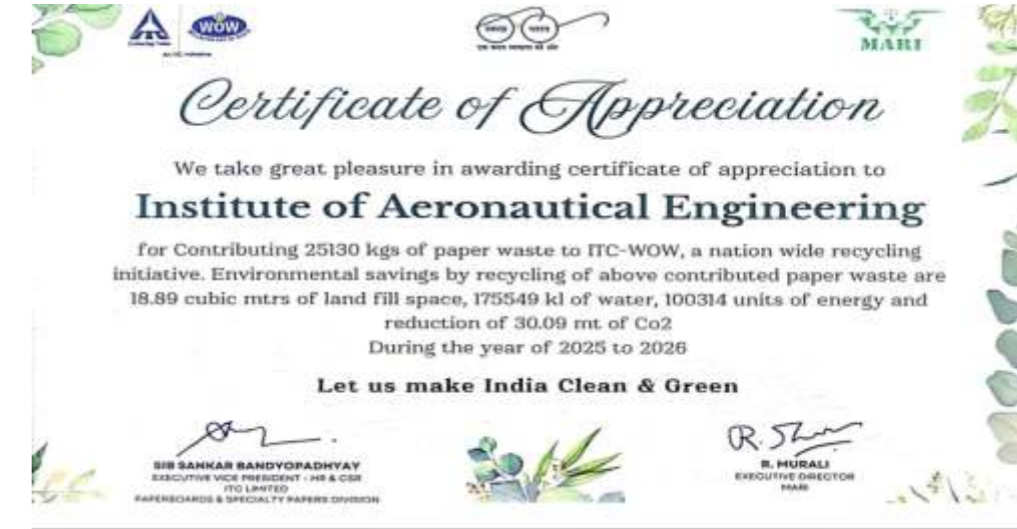 WOW
MARI
Certificate of Appreciation
We take great pleasure in awarding certificate of appreciation to
Institute of Aeronautical Engineering
for Contributing 25130 kgs of paper waste to ITC-WOW, a nation wide recycling
initiative. Environmental savings by recycling of above contributed paper waste are
18.89 cubic mtrs of land fill space, 175549 kl of water, 100314 units of energy and
reduction of 30.09 mt of Co2
During the year of 2025 to 2026
Let us make India Clean & Green
SIB SANKAR BANDYOPADHYAY
EXECUTIVE VICE PRESIDENT - HR & CSR
ITC LIMITED
PAPERBOARDS & SPECIALTY PAPERS DIVISION
R. MURALI
EXECUTIVE DIRECTOR
MARI